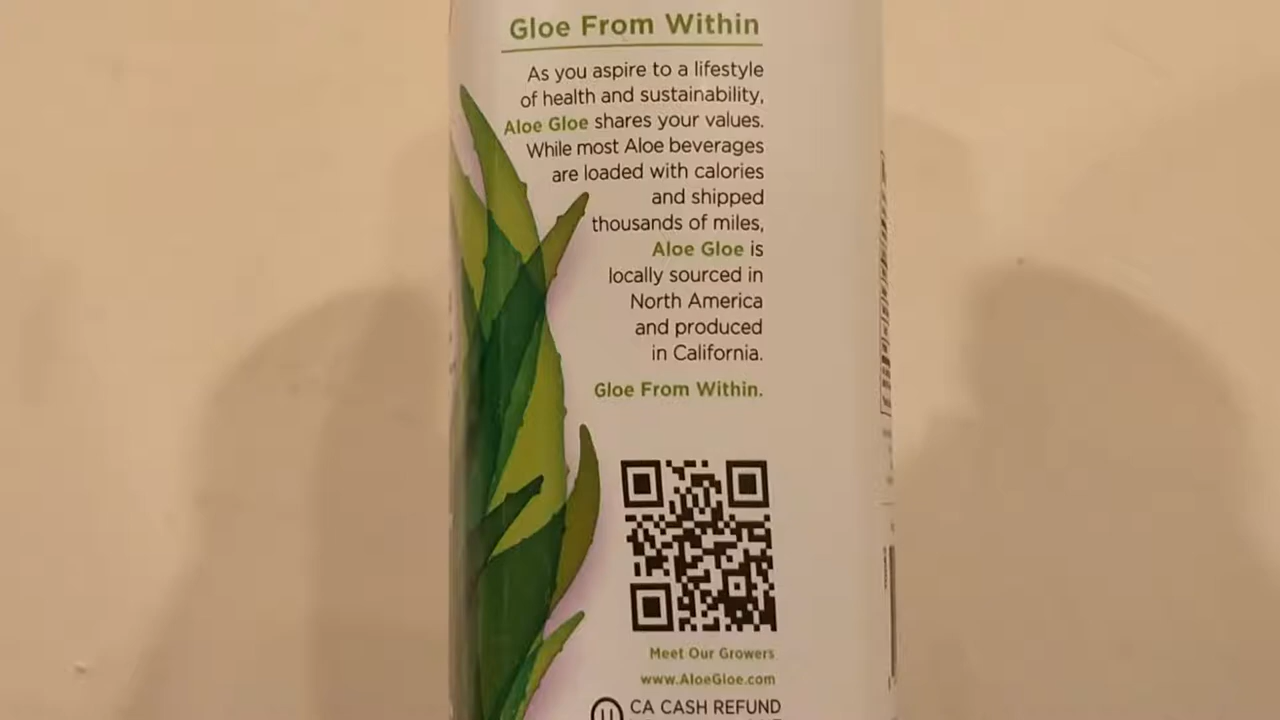 Gloe From Within
As you aspire to a lifestyle
of health and sustainability,
Aloe Gloe shares your values.
While most Aloe beverages
are loaded with calories
and shipped
thousands of miles,
Aloe Gloe is
locally sourced in
North America
and produced
in California.
Gloe From Within.
Meet Our Growers
www.AloeGloe.com
U CA CASH REFUND